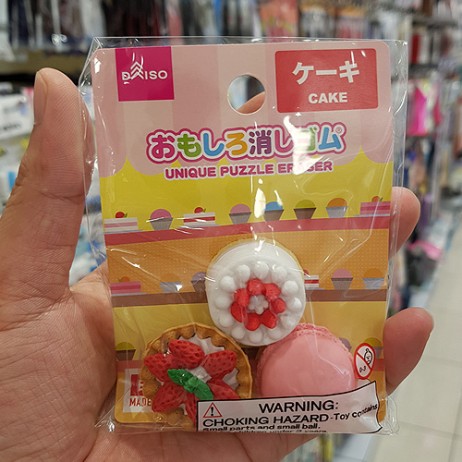 DAISO
ケーキ
CAKE
おもしろ消しゴム
UNIQUE PUZZLE ERASER
MADE
WARNING:
CHOKING HAZARD-Toy contains
small parts and small ball.